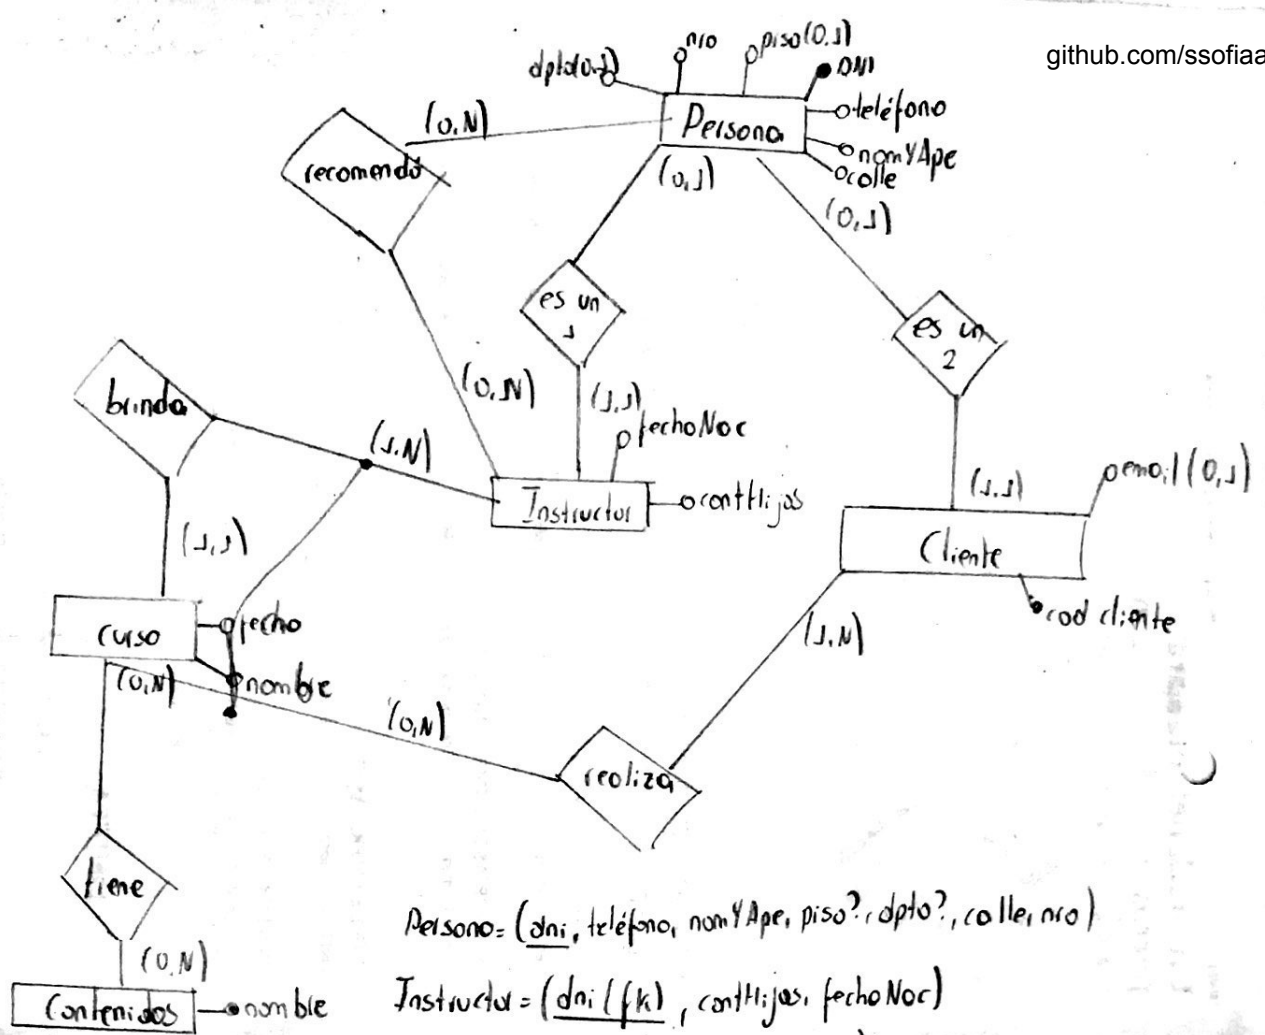 github.com/ssofiaa
nro
piso(0,1)
dpto(0,1)
DNI
teléfono
nomYApe
calle
Persona
(0,N)
recomendó
(0,1)
(0,1)
es un
1
es un
2
(0,N)
(1,1)
fechaNac
cantHijos
Instructor
brinda
(1,N)
(1,1)
(1,1)
email (0,1)
Cliente
cod cliente
curso
fecha
nombre
(0,N)
(0,N)
(1,N)
realiza
tiene
(0,N)
Contenidos
nombre
Persona = (dni, teléfono, nomYApe, piso?, dpto?, calle, nro)
Instructor = (dni (fk), cantHijos, fechaNac)